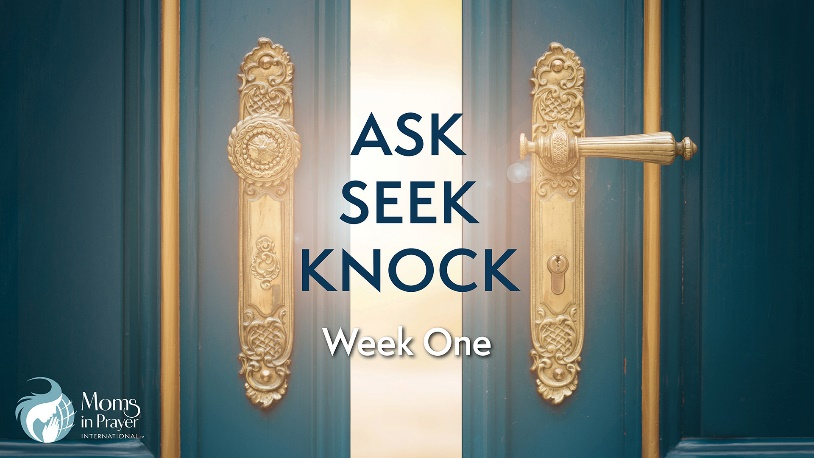 ASK
SEEK
KNOCK
Week One
Moms
in Prayer
INTERNATIONAL